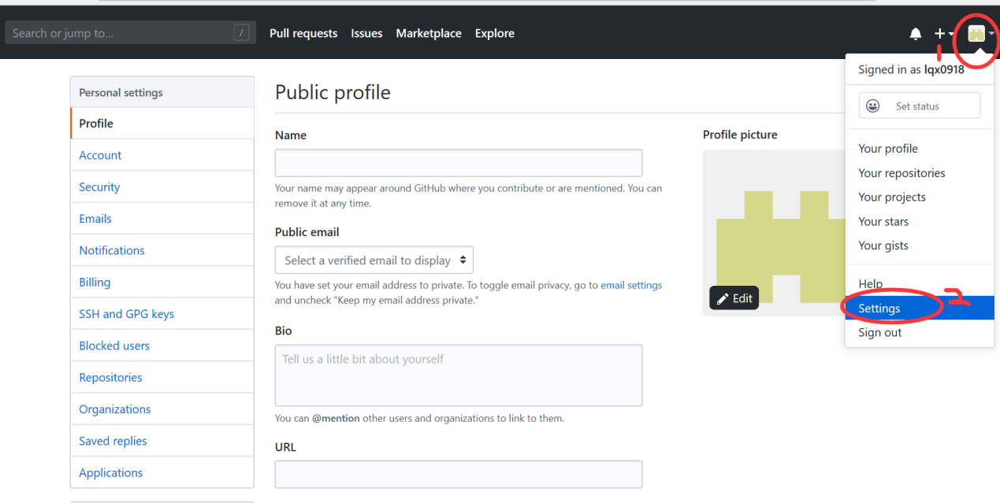 Search or jump to... /
Pull requests Issues Marketplace Explore
1
Signed in as lqx0918
Set status
Your profile
Your repositories
Your projects
Your stars
Your gists
Help
Settings
2
Sign out
Personal settings
Profile
Account
Security
Emails
Notifications
Billing
SSH and GPG keys
Blocked users
Repositories
Organizations
Saved replies
Applications
Public profile
Name
Your name may appear around GitHub where you contribute or are mentioned. You can
remove it at any time.
Public email
Select a verified email to display
You have set your email address to private. To toggle email privacy, go to email settings
and uncheck "Keep my email address private."
Bio
Tell us a little bit about yourself
You can @mention other users and organizations to link to them.
URL
Profile picture
Edit